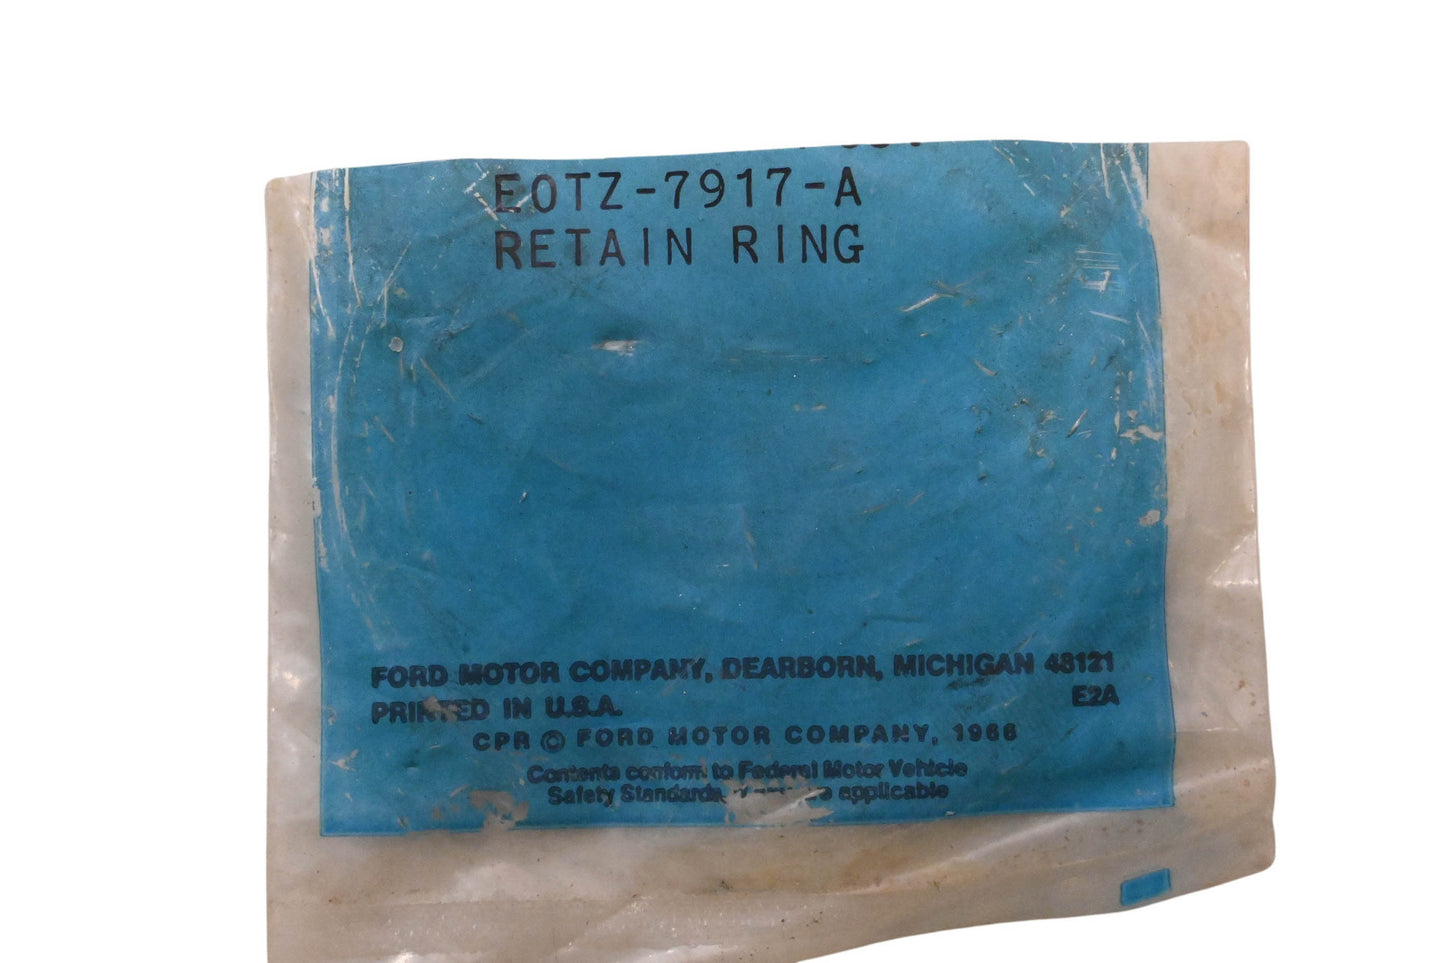 EOTZ-7917-A
RETAIN RING
FORD MOTOR COMPANY, DEARBORN, MICHIGAN 48121
PRINTED IN U.S.A. E2A
CPR © FORD MOTOR COMPANY, 1966
Contents conform to Federal Motor Vehicle
Safety Standards, applicable